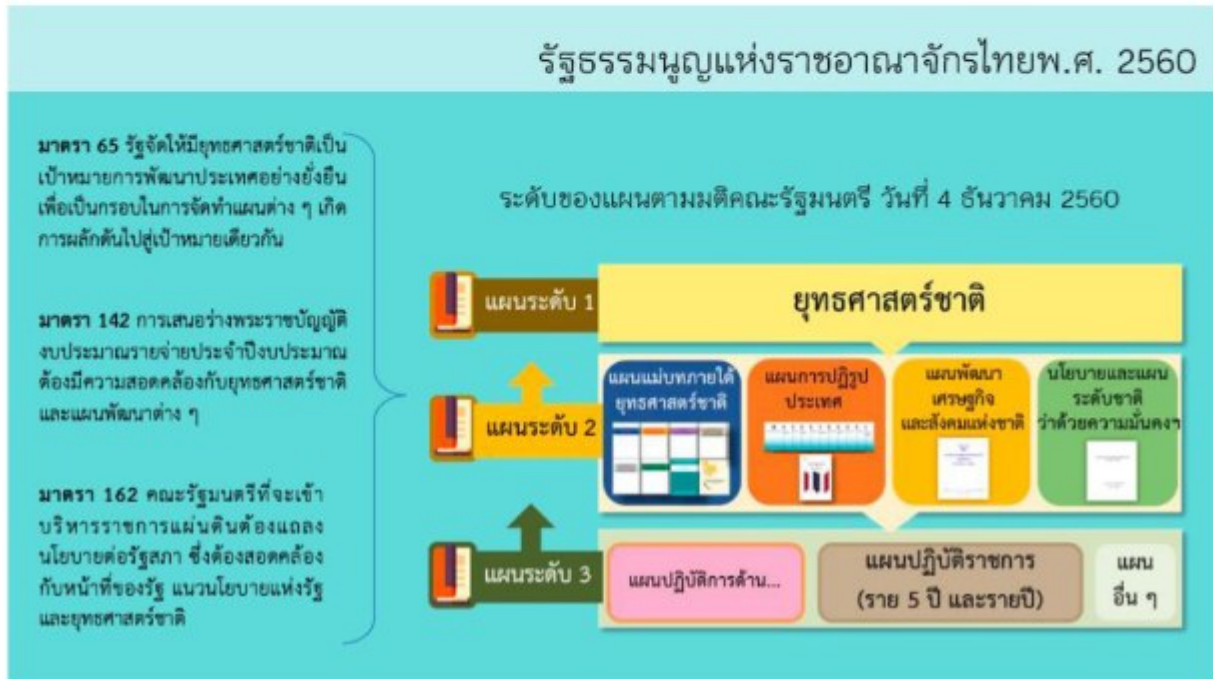 รัฐธรรมนูญแห่งราชอาณาจักรไทยพ.ศ. 2560
มาตรา 65 รัฐจัดให้มียุทธศาสตร์ชาติเป็น
เป้าหมายการพัฒนาประเทศอย่างยั่งยืน
เพื่อเป็นกรอบในการจัดทำแผนต่าง ๆ เกิด
การผลักดันไปสู่เป้าหมายเดียวกัน
มาตรา 142 การเสนอร่างพระราชบัญญัติ
งบประมาณรายจ่ายประจำปีงบประมาณ
ต้องมีความสอดคล้องกับยุทธศาสตร์ชาติ
และแผนพัฒนาต่าง ๆ
มาตรา 162 คณะรัฐมนตรีที่จะเข้า
บริหารราชการแผ่นดินต้องแถลง
นโยบายต่อรัฐสภา ซึ่งต้องสอดคล้อง
กับหน้าที่ของรัฐ แนวนโยบายแห่งรัฐ
และยุทธศาสตร์ชาติ
ระดับของแผนตามมติคณะรัฐมนตรี วันที่ 4 ธันวาคม 2560
แผนระดับ 1
ยุทธศาสตร์ชาติ
แผนระดับ 2
แผนแม่บทภายใต้
ยุทธศาสตร์ชาติ
แผนการปฏิรูป
ประเทศ
แผนพัฒนา
เศรษฐกิจ
และสังคมแห่งชาติ
นโยบายและแผน
ระดับชาติ
ว่าด้วยความมั่นคงฯ
แผนระดับ 3
แผนปฏิบัติการด้าน...
แผนปฏิบัติราชการ
(ราย 5 ปี และรายปี)
แผน
อื่น ๆ